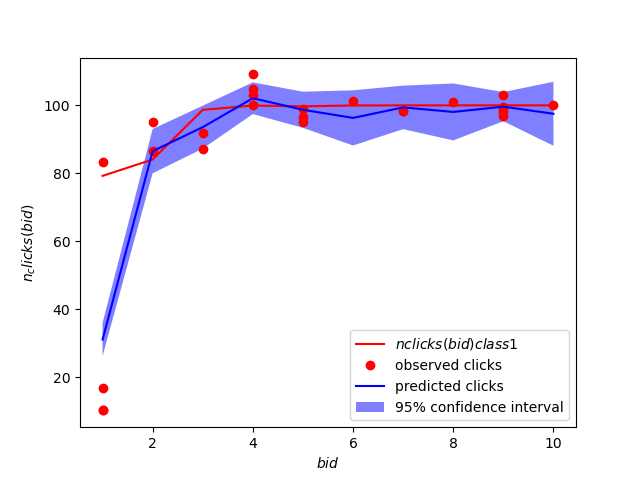 100
80
60
40
20
n_clicks(bid)
nclicks(bid)class1
observed clicks
predicted clicks
95% confidence interval
2 4 6 8 10
bid